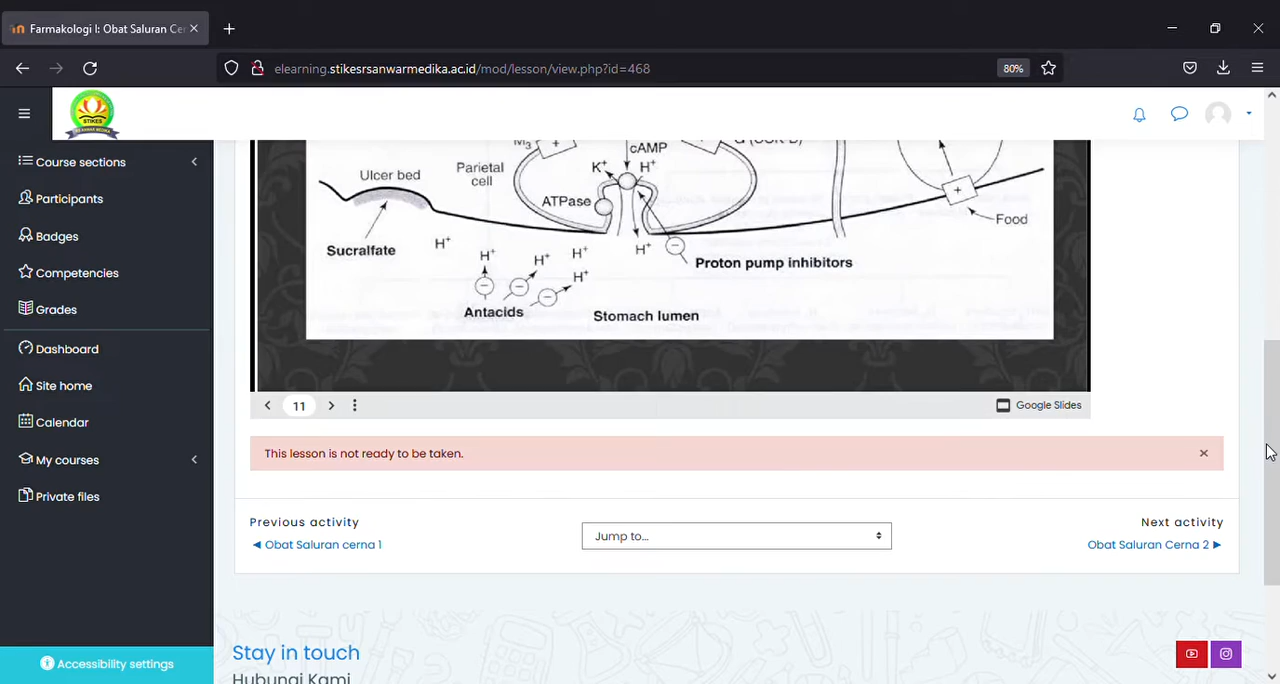 Farmakologi I: Obat Saluran Ce
elearning.stikesrsanwarmedika.ac.id/mod/lesson/view.php?id=468
80%
STIKES
Course sections
Participants
Badges
Competencies
Grades
Dashboard
Site home
Calendar
My courses
Private files
Accessibility settings
M3
+
cAMP
Ulcer bed
Parietal
cell
K+
H+
ATPase
+
Food
Sucralfate
H+
H+
H+
H+
H+
H+
Proton pump inhibitors
Antacids
Stomach lumen
11
Google Slides
This lesson is not ready to be taken.
Previous activity
◄ Obat Saluran cerna 1
Jump to...
Next activity
Obat Saluran Cerna 2 ►
Stay in touch
Hubungi Kami